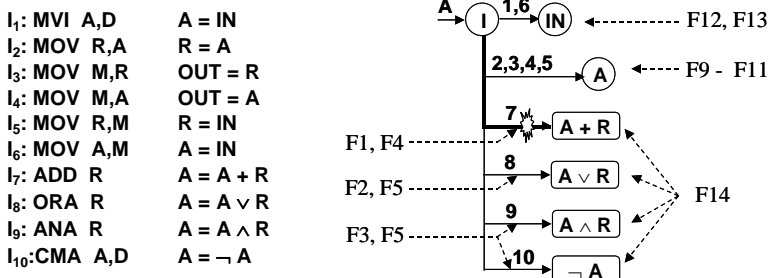 I₁: MVI A,D A = IN
I₂: MOV R,A R = A
I₃: MOV M,R OUT = R
I₄: MOV M,A OUT = A
I₅: MOV R,M R = IN
I₆: MOV A,M A = IN
I₇: ADD R A = A + R
I₈: ORA R A = A ∨ R
I₉: ANA R A = A ∧ R
I₁₀:CMA A,D A = ¬ A
A I 1,6 IN F12, F13
2,3,4,5 A F9 - F11
7 A + R
F1, F4
8 A ∨ R
F2, F5
F14
9 A ∧ R
F3, F5
10 ¬ A